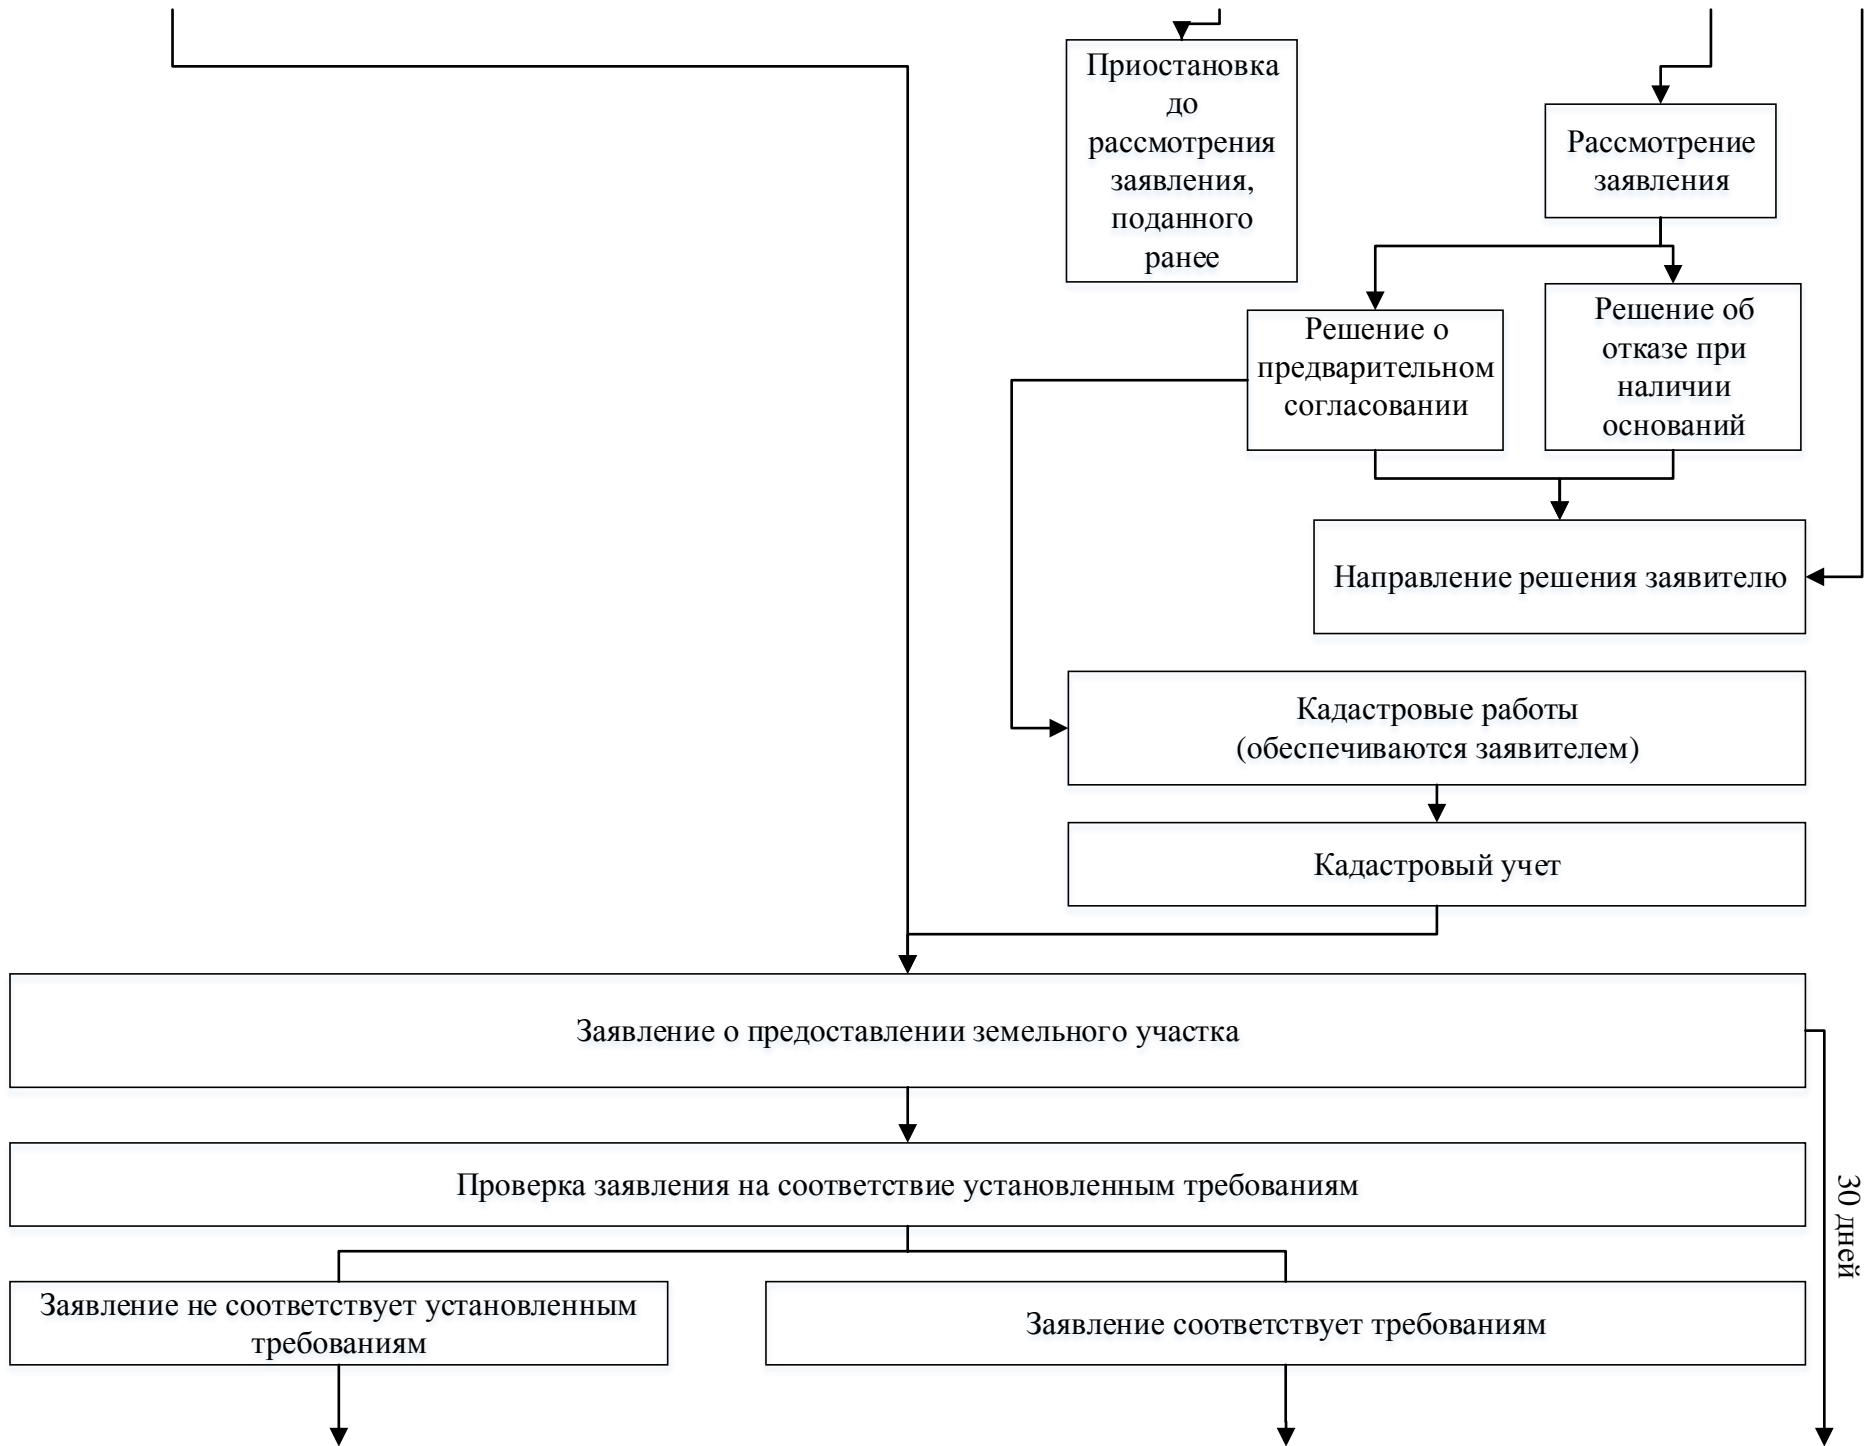 Приостановка
до
рассмотрения
заявления,
поданного
ранее
Рассмотрение
заявления
Решение о
предварительном
согласовании
Решение об
отказе при
наличии
оснований
Направление решения заявителю
Кадастровые работы
(обеспечиваются заявителем)
Кадастровый учет
Заявление о предоставлении земельного участка
Проверка заявления на соответствие установленным требованиям
30 дней
Заявление не соответствует установленным
требованиям
Заявление соответствует требованиям